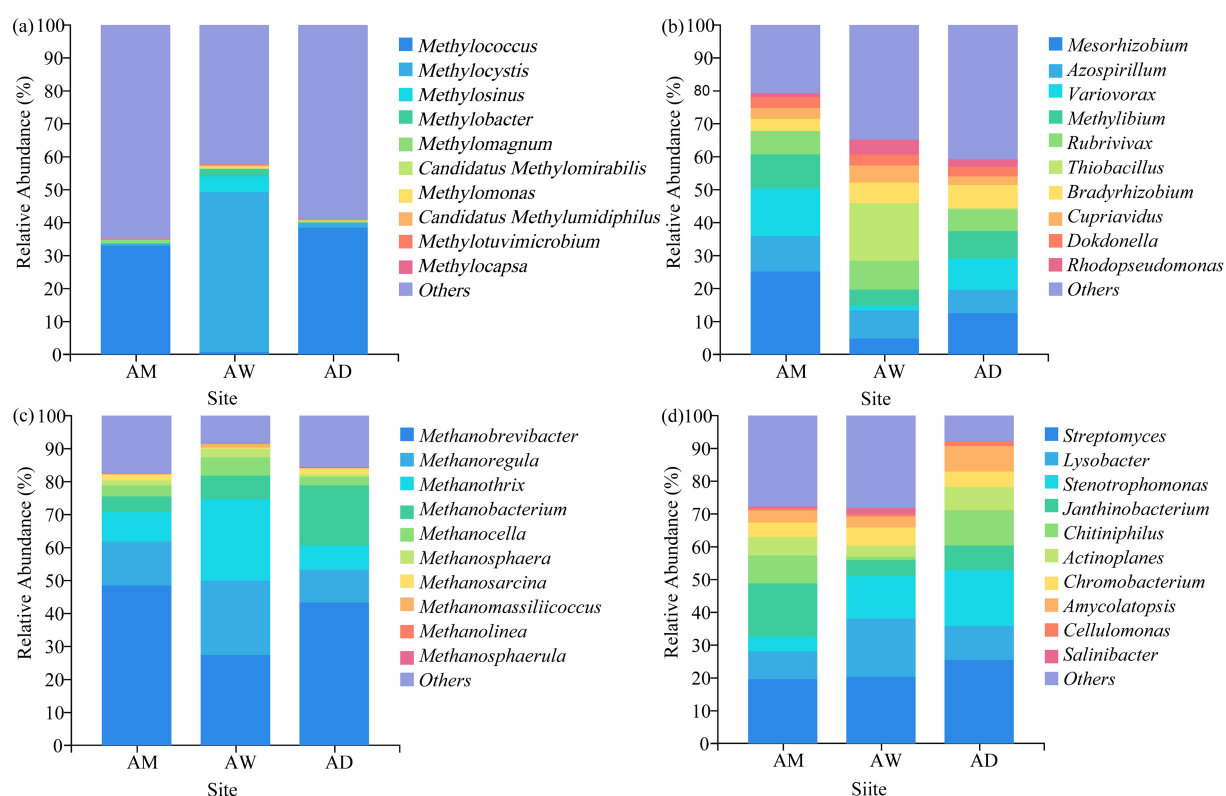 (a)
Relative Abundance (%)
100
90
80
70
60
50
40
30
20
10
0
AM AW AD
Site
Methylococcus
Methylocystis
Methylosinus
Methylobacter
Methylomagnum
Candidatus Methylomirabilis
Methylomonas
Candidatus Methylumidiphilus
Methylotuvimicrobium
Methylocapsa
Others
(b)
Relative Abundance (%)
100
90
80
70
60
50
40
30
20
10
0
AM AW AD
Site
Mesorhizobium
Azospirillum
Variovorax
Methylibium
Rubrivivax
Thiobacillus
Bradyrhizobium
Cupriavidus
Dokdonella
Rhodopseudomonas
Others
(c)
Relative Abundance (%)
100
90
80
70
60
50
40
30
20
10
0
AM AW AD
Site
Methanobrevibacter
Methanoregula
Methanothrix
Methanobacterium
Methanocella
Methanosphaera
Methanosarcina
Methanomassiliicoccus
Methanolinea
Methanosphaerula
Others
(d)
Relative Abundance (%)
100
90
80
70
60
50
40
30
20
10
0
AM AW AD
Siite
Streptomyces
Lysobacter
Stenotrophomonas
Janthinobacterium
Chitiniphilus
Actinoplanes
Chromobacterium
Amycolatopsis
Cellulomonas
Salinibacter
Others